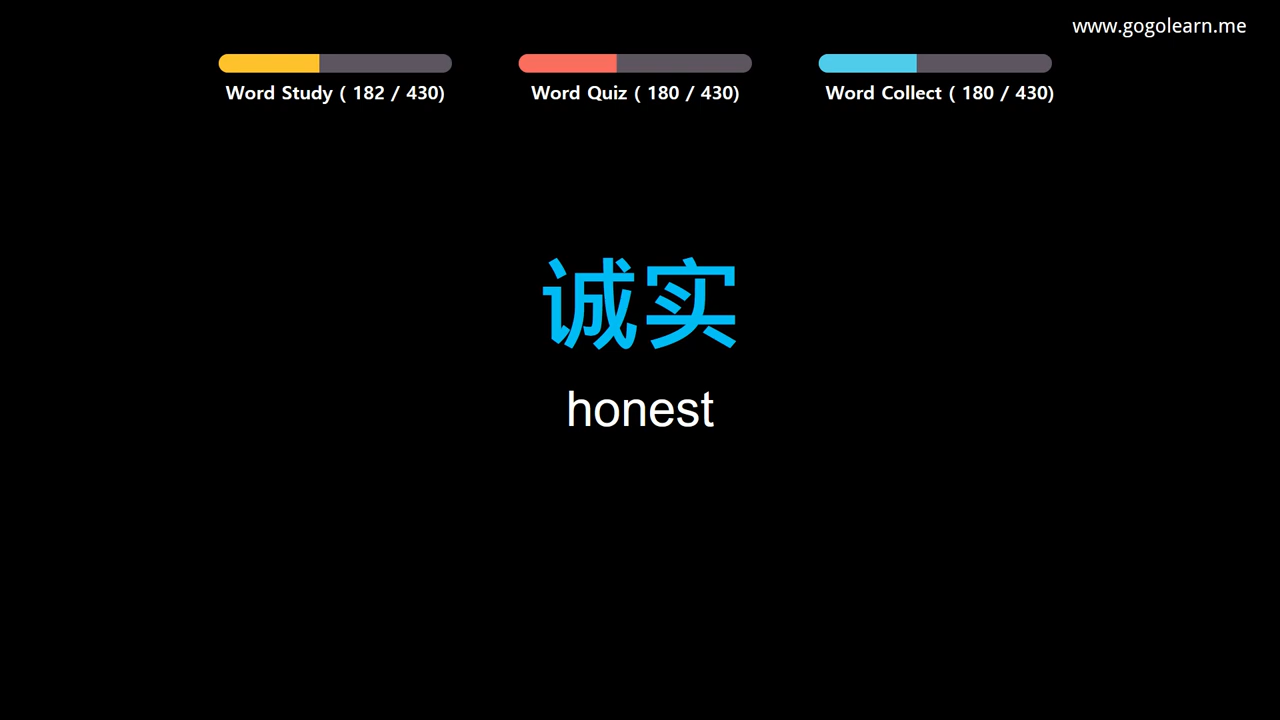 www.gogolearn.me
Word Study ( 182 / 430)
Word Quiz ( 180 / 430)
Word Collect ( 180 / 430)
诚实
honest